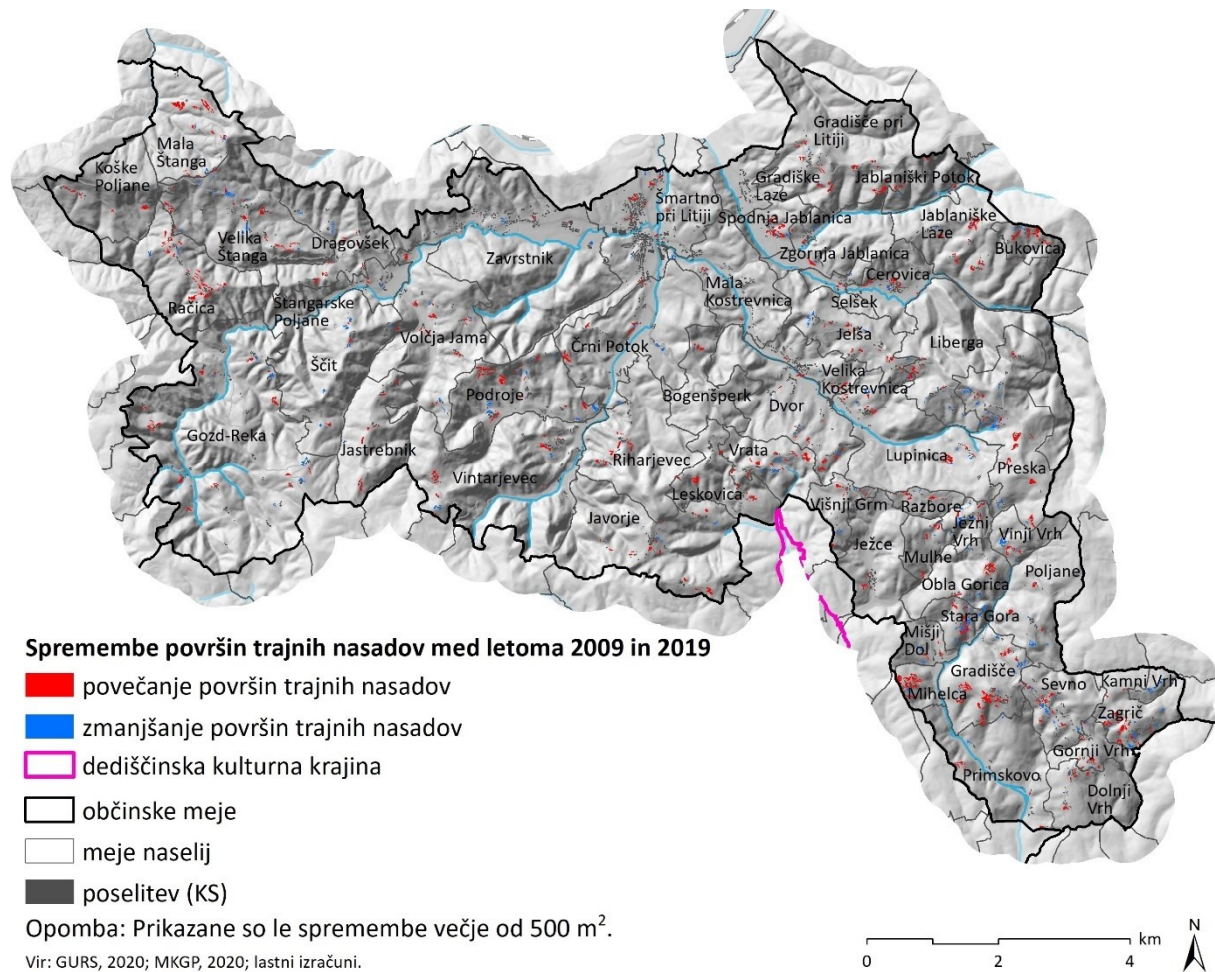 Gradišče pri
Litiji
Mala
Štanga
Koške
Poljane
Gradiške
Laze
Jablaniški Potok
Šmartno
pri Litiji
Spodnja Jablanica
Jablaniške
Laze
Velika
Štanga
Dragovšek
Bukovica
Zavrstnik
Zgornja Jablanica
Cerovica
Mala
Kostrevnica
Račica
Štangarske
Poljane
Selšek
Volčja Jama
Jelša
Liberga
Črni Potok
Ščit
Velika
Kostrevnica
Podroje
Bogenšperk
Dvor
Gozd-Reka
Jastrebnik
Riharjevec
Vrata
Lupinica
Preska
Vintarjevec
Leskovica
Višnji Grm
Razbore
Javorje
Ježni
Vrh
Vinji Vrh
Ježce
Mulhe
Poljane
Obla Gorica
Stara Gora
Mišji
Dol
Gradišče
Sevno
Kamni Vrh
Mihelca
Zagrič
Gornji Vrh
Primskovo
Dolnji
Vrh
Spremembe površin trajnih nasadov med letoma 2009 in 2019
povečanje površin trajnih nasadov
zmanjšanje površin trajnih nasadov
dediščinska kulturna krajina
občinske meje
meje naselij
poselitev (KS)
Opomba: Prikazane so le spremembe večje od 500 m².
Vir: GURS, 2020; MKGP, 2020; lastni izračuni.
km
0 2 4
N